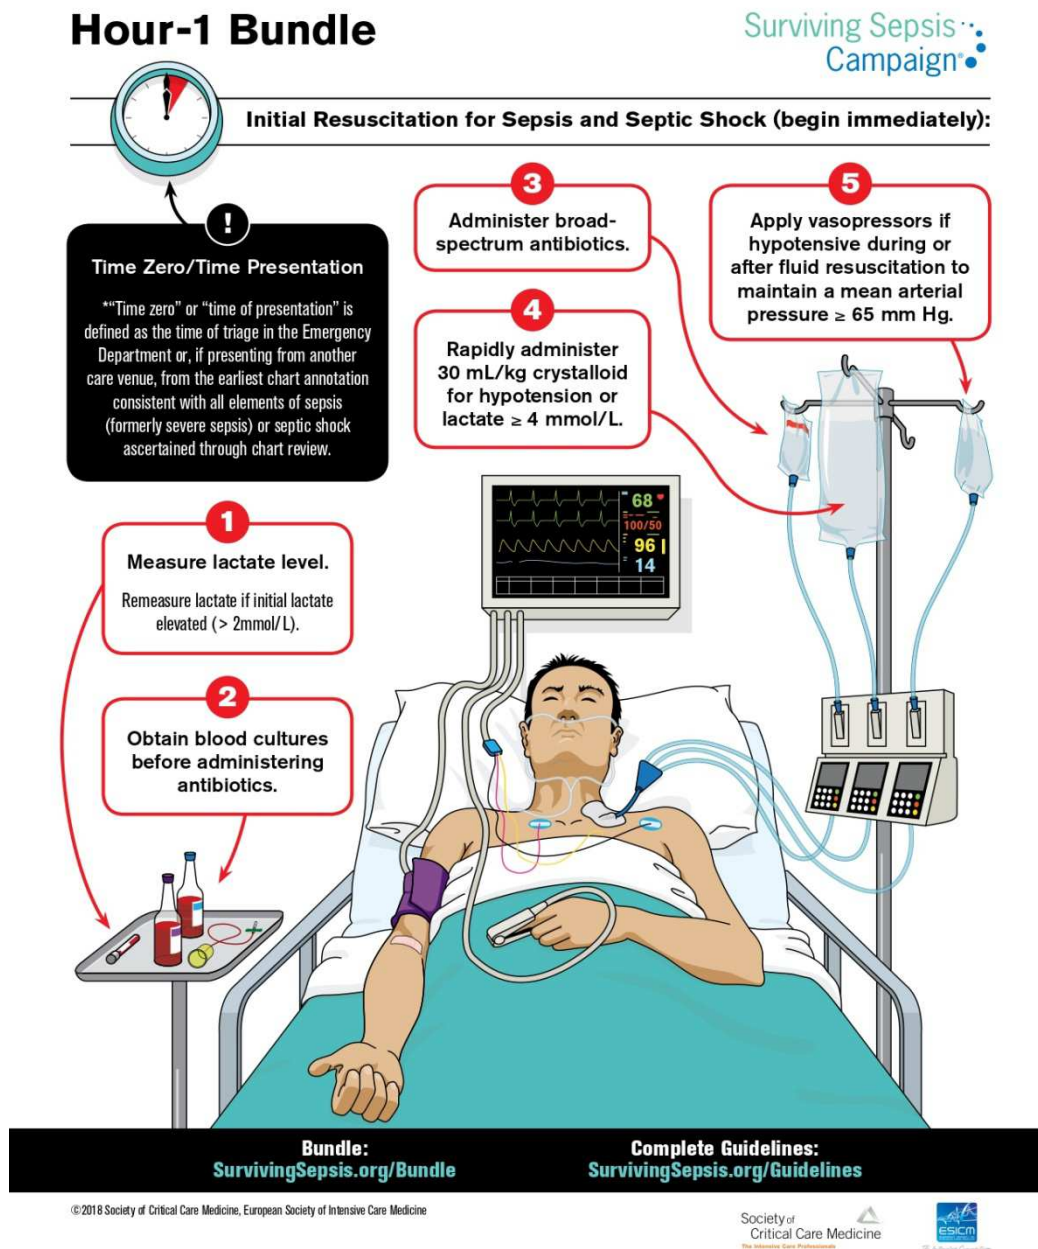 Hour-1 Bundle
Surviving Sepsis
Campaign®
Initial Resuscitation for Sepsis and Septic Shock (begin immediately):
!
Time Zero/Time Presentation
*“Time zero” or “time of presentation” is
defined as the time of triage in the Emergency
Department or, if presenting from another
care venue, from the earliest chart annotation
consistent with all elements of sepsis
(formerly severe sepsis) or septic shock
ascertained through chart review.
1
Measure lactate level.
Remeasure lactate if initial lactate
elevated (> 2mmol/L).
2
Obtain blood cultures
before administering
antibiotics.
3
Administer broad-
spectrum antibiotics.
4
Rapidly administer
30 mL/kg crystalloid
for hypotension or
lactate ≥ 4 mmol/L.
5
Apply vasopressors if
hypotensive during or
after fluid resuscitation to
maintain a mean arterial
pressure ≥ 65 mm Hg.
68
100/50
96
14
Bundle:
SurvivingSepsis.org/Bundle
Complete Guidelines:
SurvivingSepsis.org/Guidelines
©2018 Society of Critical Care Medicine, European Society of Intensive Care Medicine
Society of
Critical Care Medicine
The Intensive Care Professionals
ESICM